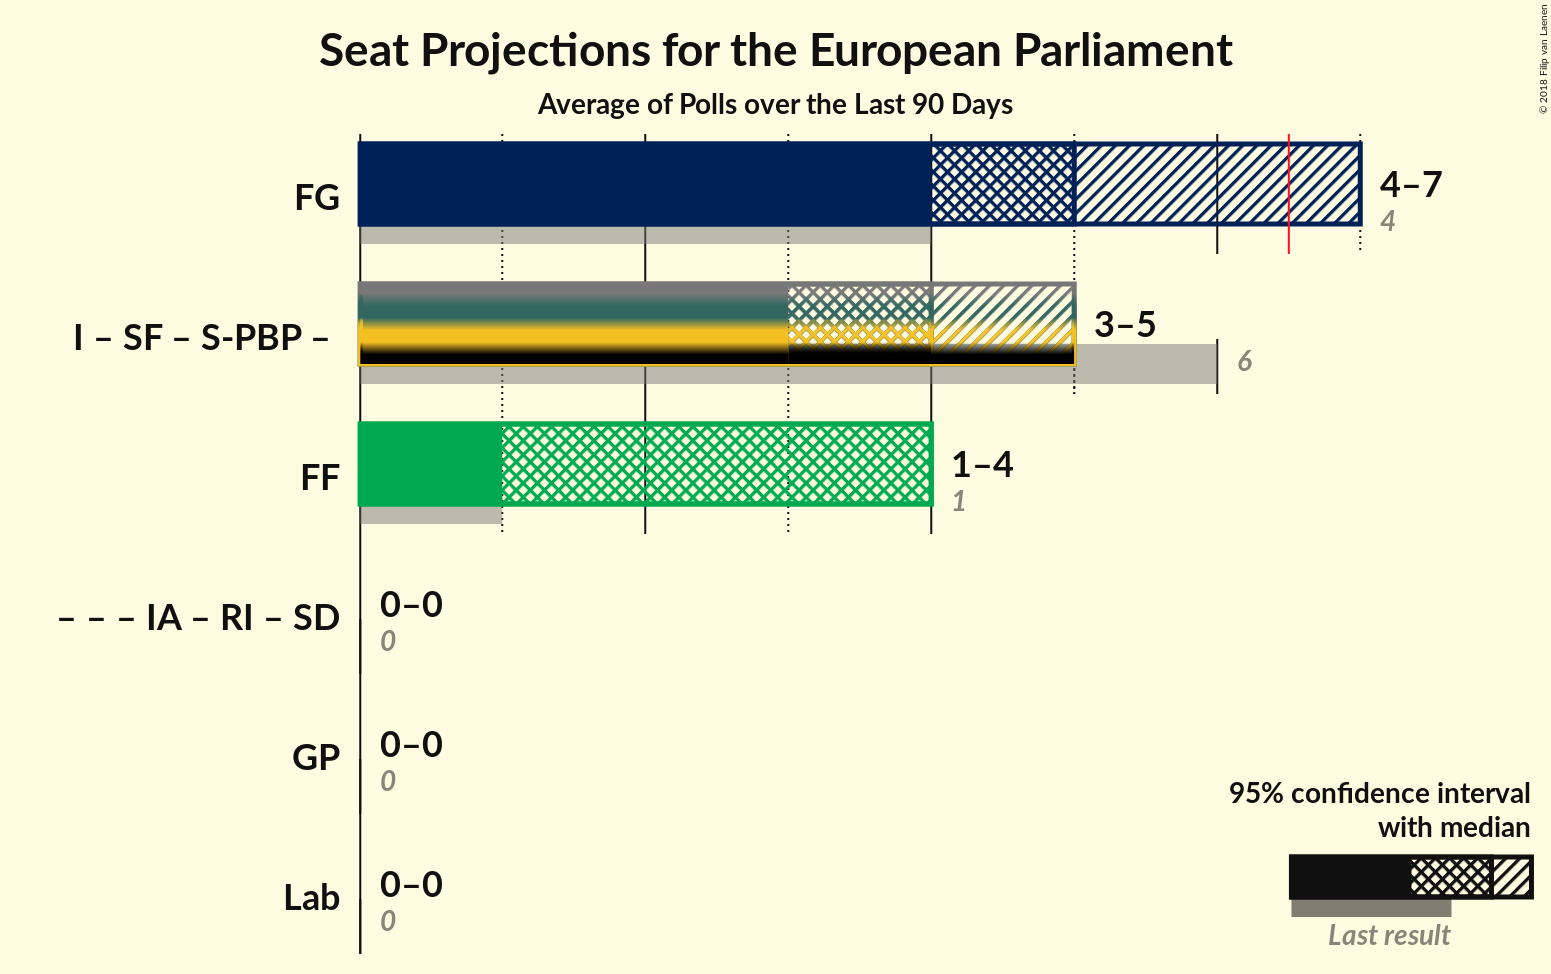 Seat Projections for the European Parliament
Average of Polls over the Last 90 Days
© 2018 Filip van Laenen
FG
4–7
4
I – SF – S-PBP –
3–5
6
FF
1–4
1
– – – IA – RI – SD
0–0
0
GP
0–0
0
Lab
0–0
0
95% confidence interval
with median
Last result